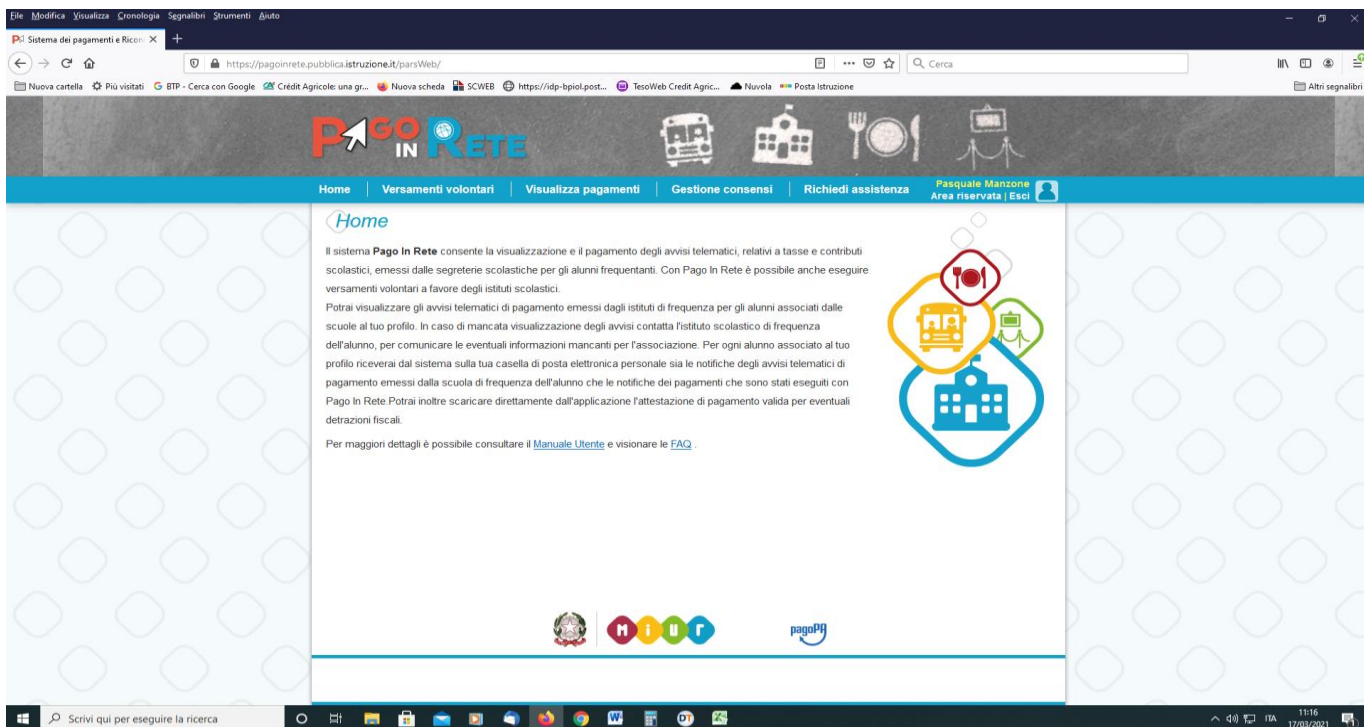 File Modifica Visualizza Cronologia Segnalibri Strumenti Aiuto
Sistema dei pagamenti e Ricon
https://pagoinrete.pubblica.istruzione.it/parsWeb/
Cerca
Nuova cartella Più visitati BTP - Cerca con Google Crédit Agricole: una gr... Nuova scheda SCWEB https://idp-bpiol.post... TesoWeb Credit Agric... Nuvola Posta Istruzione Altri segnalibri
PAGO IN RETE
Home Versamenti volontari Visualizza pagamenti Gestione consensi Richiedi assistenza
Pasquale Manzone
Area riservata | Esci
Home
Il sistema Pago In Rete consente la visualizzazione e il pagamento degli avvisi telematici, relativi a tasse e contributi
scolastici, emessi dalle segreterie scolastiche per gli alunni frequentanti. Con Pago In Rete è possibile anche eseguire
versamenti volontari a favore degli istituti scolastici.
Potrai visualizzare gli avvisi telematici di pagamento emessi dagli istituti di frequenza per gli alunni associati dalle
scuole al tuo profilo. In caso di mancata visualizzazione degli avvisi contatta l'istituto scolastico di frequenza
dell'alunno, per comunicare le eventuali informazioni mancanti per l'associazione. Per ogni alunno associato al tuo
profilo riceverai dal sistema sulla tua casella di posta elettronica personale sia le notifiche degli avvisi telematici di
pagamento emessi dalla scuola di frequenza dell'alunno che le notifiche dei pagamenti che sono stati eseguiti con
Pago In Rete.Potrai inoltre scaricare direttamente dall'applicazione l'attestazione di pagamento valida per eventuali
detrazioni fiscali.
Per maggiori dettagli è possibile consultare il Manuale Utente e visionare le FAQ .
miur
pagoPA
Scrivi qui per eseguire la ricerca
ITA
11:16
17/03/2021